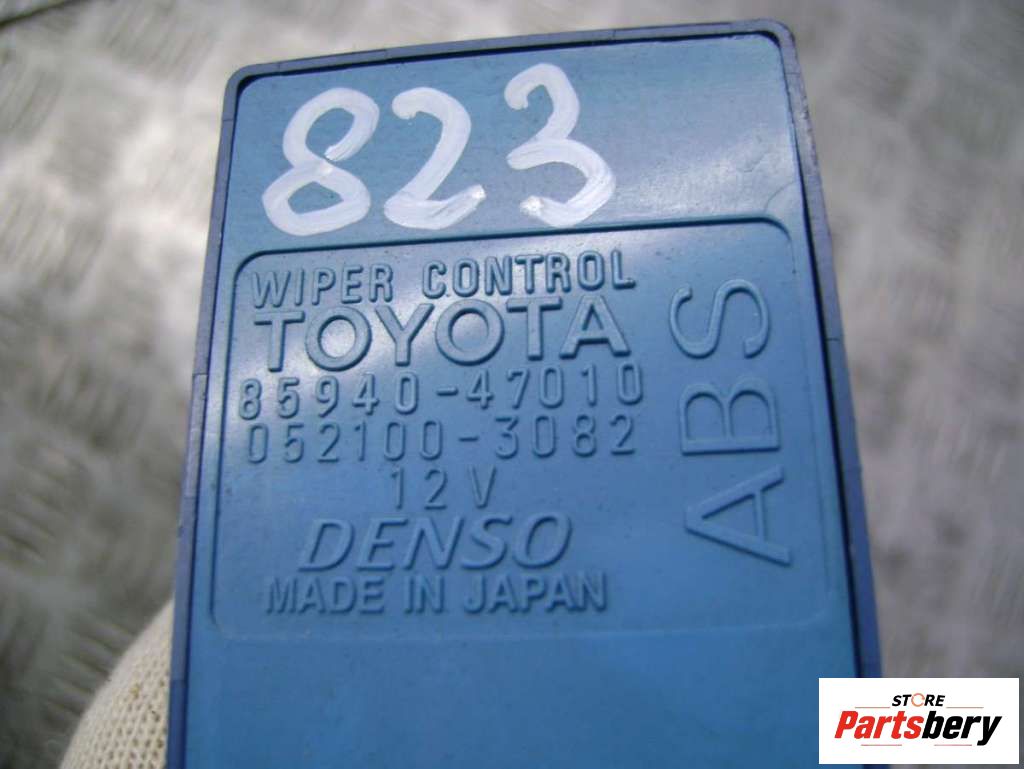 823
WIPER CONTROL
TOYOTA
85940-47010
052100-3082
12V
DENSO
MADE IN JAPAN
ABS
STORE
Partsbery